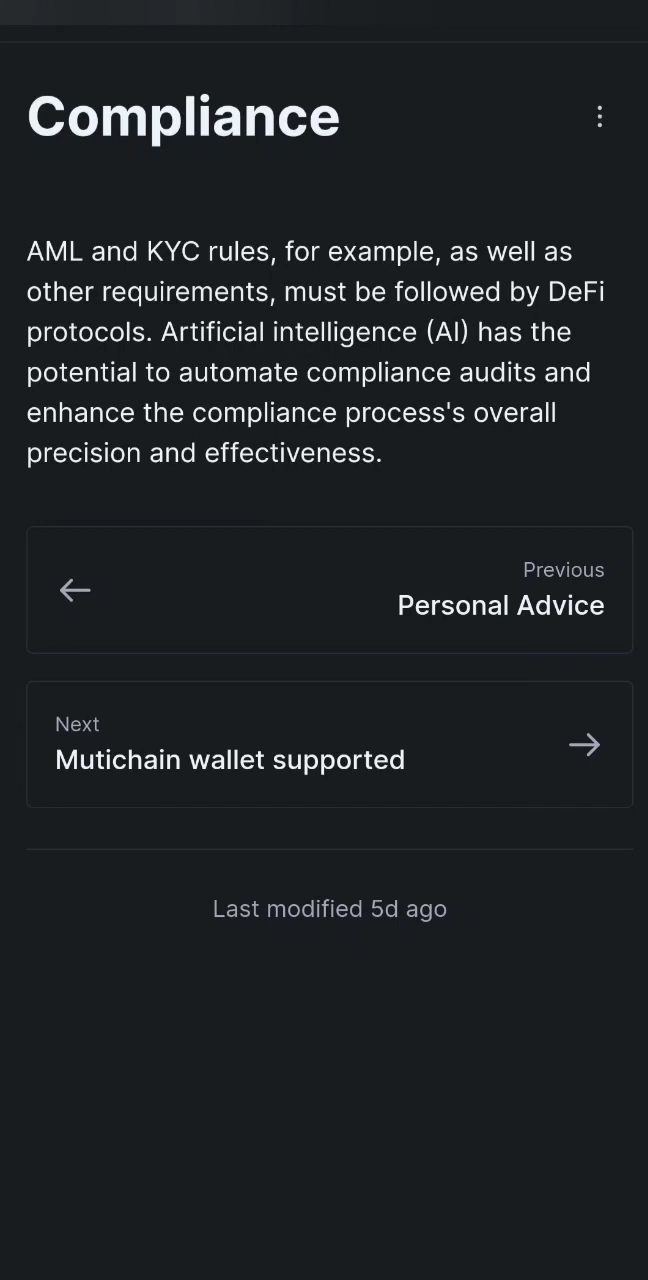 Compliance
AML and KYC rules, for example, as well as
other requirements, must be followed by DeFi
protocols. Artificial intelligence (AI) has the
potential to automate compliance audits and
enhance the compliance process's overall
precision and effectiveness.
Previous
Personal Advice
Next
Mutichain wallet supported
Last modified 5d ago